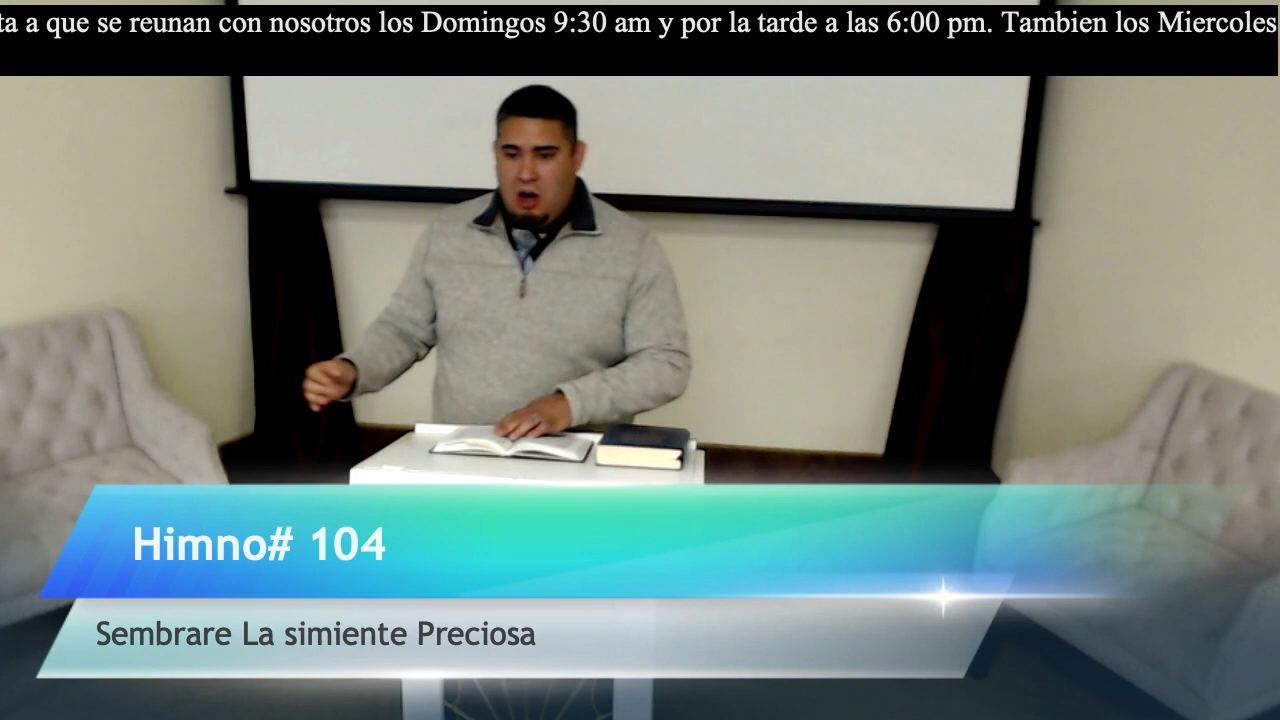 a que se reunan con nosotros los Domingos 9:30 am y por la tarde a las 6:00 pm. Tambien los Miercoles
Himno# 104
Sembrare La simiente Preciosa